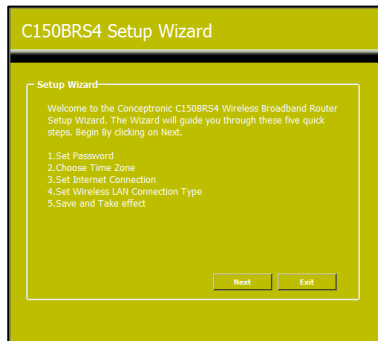 C150BRS4 Setup Wizard
Setup Wizard
Welcome to the Conceptronic C150BRS4 Wireless Broadband Router
Setup Wizard. The Wizard will guide you through these five quick
steps. Begin By clicking on Next.
1.Set Password
2.Choose Time Zone
3.Set Internet Connection
4.Set Wireless LAN Connection Type
5.Save and Take effect
Next Exit